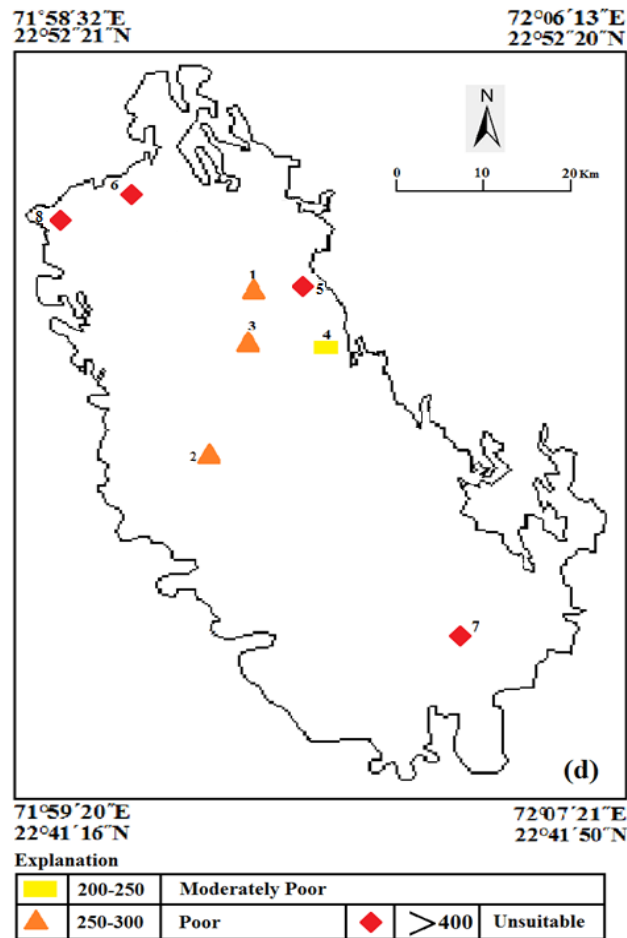 71°58´32˝E 72°06´13˝E
22°52˝21˝N 22°52´20˝N
N
0 10 20 Km
6
8
1
5
3
4
2
7
(d)
71°59´20˝E 72°07´21˝E
22°41´16˝N 22°41´50˝N
Explanation
200-250 Moderately Poor
250-300 Poor >400 Unsuitable